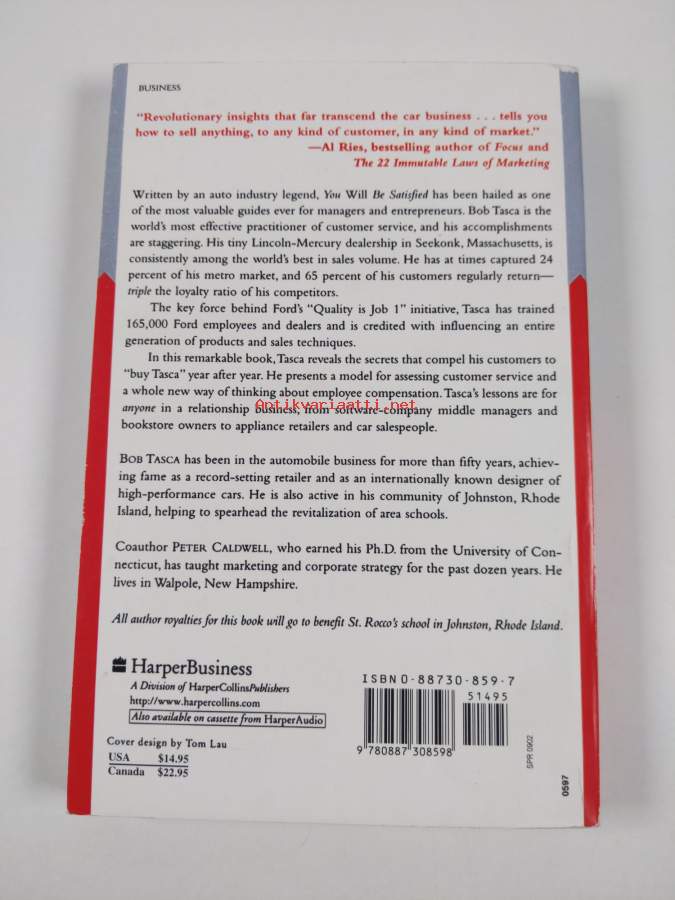 BUSINESS
“Revolutionary insights that far transcend the car business . . . tells you
how to sell anything, to any kind of customer, in any kind of market.”
—Al Ries, bestselling author of Focus and
The 22 Immutable Laws of Marketing
Written by an auto industry legend, You Will Be Satisfied has been hailed as one
of the most valuable guides ever for managers and entrepreneurs. Bob Tasca is the
world’s most effective practitioner of customer service, and his accomplishments
are staggering. His tiny Lincoln-Mercury dealership in Seekonk, Massachusetts, is
consistently among the world’s best in sales volume. He has at times captured 24
percent of his metro market, and 65 percent of his customers regularly return—
triple the loyalty ratio of his competitors.
The key force behind Ford’s “Quality is Job 1” initiative, Tasca has trained
165,000 Ford employees and dealers and is credited with influencing an entire
generation of products and sales techniques.
In this remarkable book, Tasca reveals the secrets that compel his customers to
“buy Tasca” year after year. He presents a model for assessing customer service and
a whole new way of thinking about employee compensation. Tasca’s lessons are for
anyone in a relationship business, from software-company middle managers and
Antikvariaatti.net
bookstore owners to appliance retailers and car salespeople.
BOB TASCA has been in the automobile business for more than fifty years, achiev-
ing fame as a record-setting retailer and as an internationally known designer of
high-performance cars. He is also active in his community of Johnston, Rhode
Island, helping to spearhead the revitalization of area schools.
Coauthor PETER CALDWELL, who earned his Ph.D. from the University of Con-
necticut, has taught marketing and corporate strategy for the past dozen years. He
lives in Walpole, New Hampshire.
All author royalties for this book will go to benefit St. Rocco’s school in Johnston, Rhode Island.
HarperBusiness
A Division of HarperCollinsPublishers
http://www.harpercollins.com
Also available on cassette from HarperAudio
Cover design by Tom Lau
USA $14.95
Canada $22.95
ISBN 0-88730-859-7
51495
9 780887 308598
SPR 0902
0597